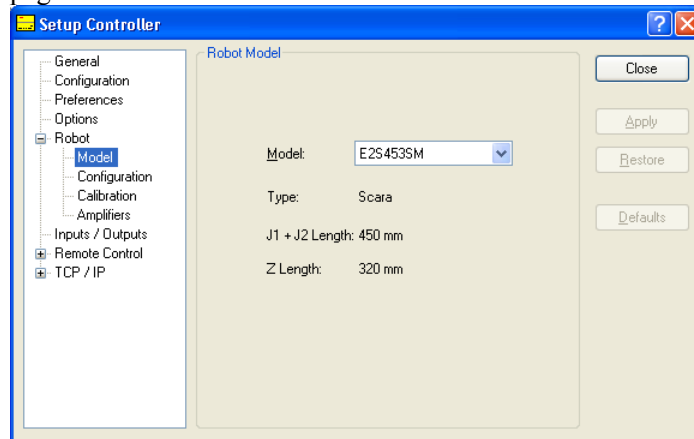 Setup Controller
General
Configuration
Preferences
Options
Robot
Model
Configuration
Calibration
Amplifiers
Inputs / Outputs
Remote Control
TCP / IP
Robot Model
Model: E2S453SM
Type: Scara
J1 + J2 Length: 450 mm
Z Length: 320 mm
Close
Apply
Restore
Defaults